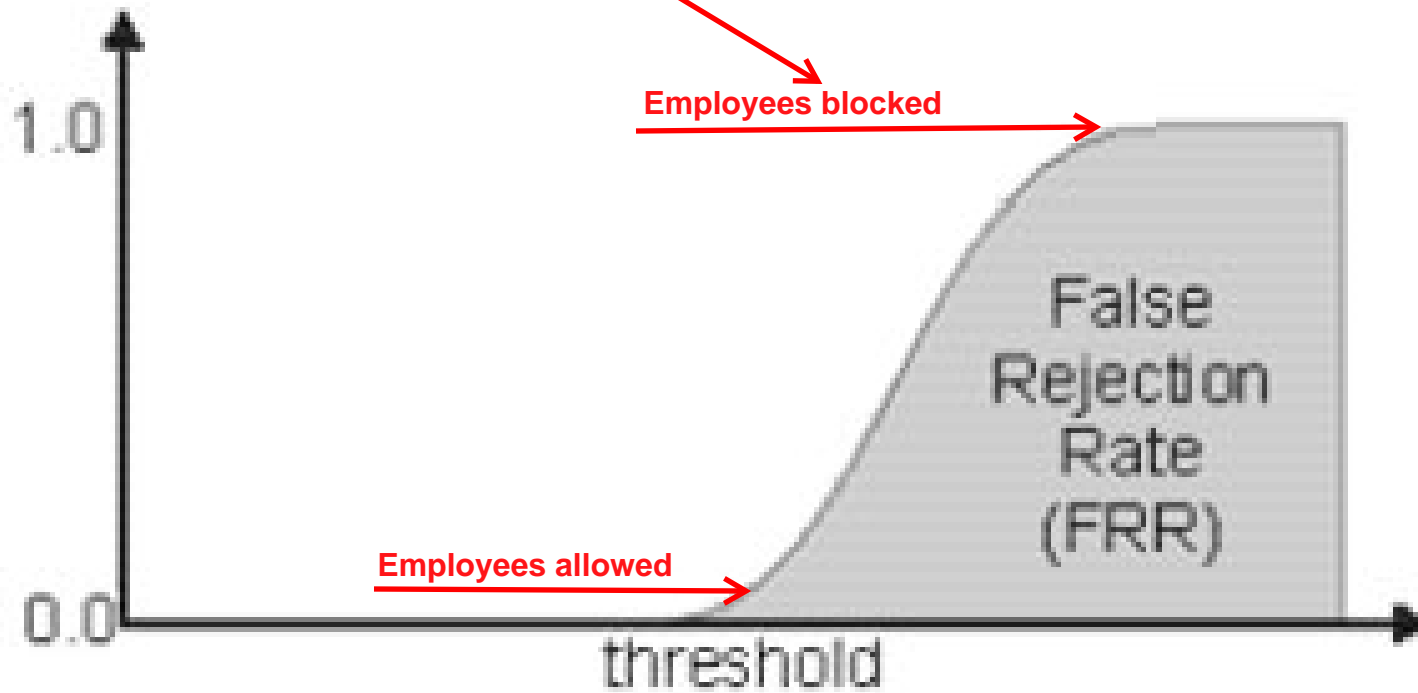 1.0
Employees blocked
False
Rejection
Rate
(FRR)
Employees allowed
0.0
threshold